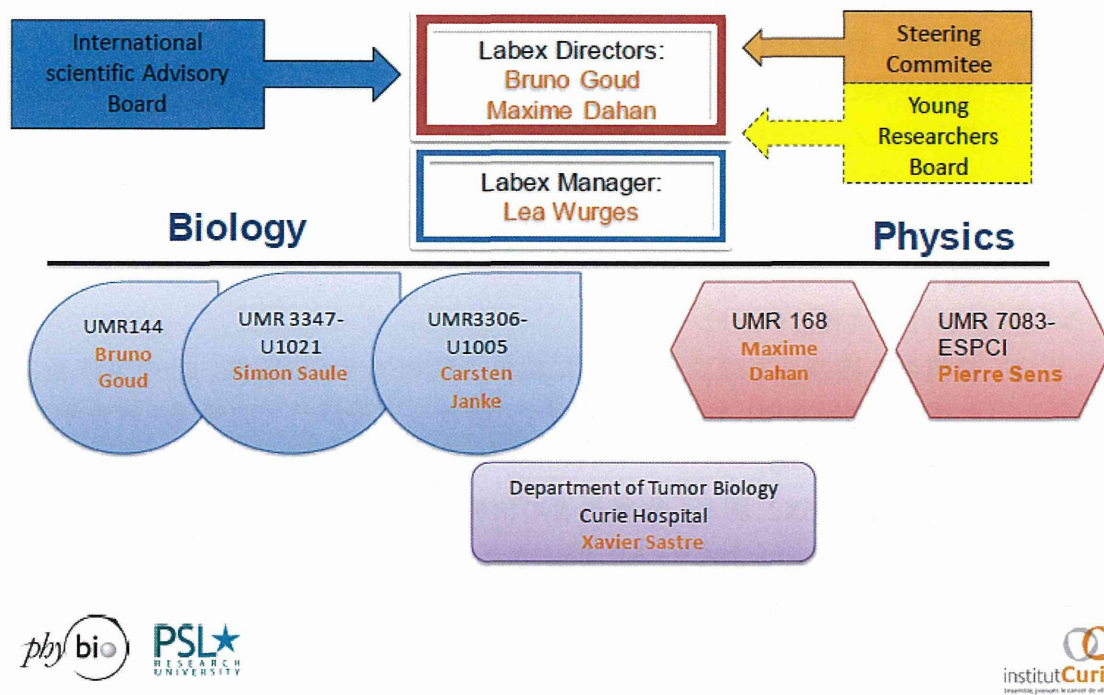 International
scientific Advisory
Board
Labex Directors:
Bruno Goud
Maxime Dahan
Steering
Commitee
Young
Researchers
Board
Labex Manager:
Lea Wurges
Biology
Physics
UMR144
Bruno
Goud
UMR 3347-
U1021
Simon Saule
UMR3306-
U1005
Carsten
Janke
UMR 168
Maxime
Dahan
UMR 7083-
ESPCI
Pierre Sens
Department of Tumor Biology
Curie Hospital
Xavier Sastre
phy bio
PSL
RESEARCH
UNIVERSITY
institutCuri